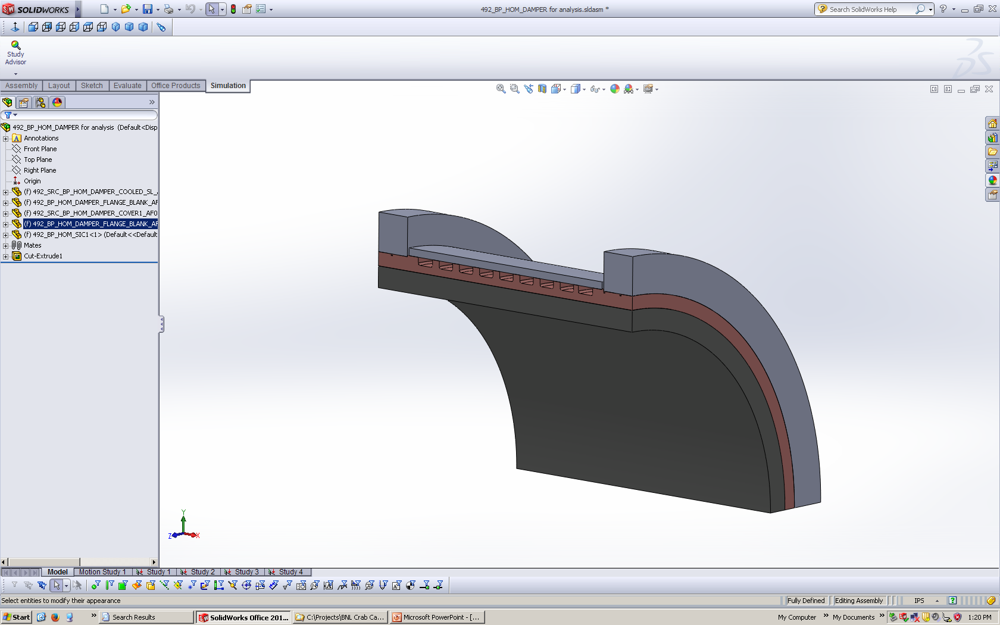 SOLIDWORKS
492_BP_HOM_DAMPER for analysis.sldasm *
Search SolidWorks Help
Study
Advisor
Assembly
Layout
Sketch
Evaluate
Office Products
Simulation
492_BP_HOM_DAMPER for analysis (Default<Disp
Annotations
Front Plane
Top Plane
Right Plane
Origin
(f) 492_SRC_BP_HOM_DAMPER_COOLED_SL_
(f) 492_BP_HOM_DAMPER_FLANGE_BLANK_AF
(f) 492_SRC_BP_HOM_DAMPER_COVER1_AF0
(f) 492_BP_HOM_DAMPER_FLANGE_BLANK_AF
(f) 492_BP_HOM_SIC1<1> (Default<<Default
Mates
Cut-Extrude1
Y
Z
X
Model
Motion Study 1
Study 1
Study 2
Study 3
Study 4
Select entities to modify their appearance
Fully Defined
Editing Assembly
IPS
Start
Search Results
SolidWorks Office 201...
C:\Projects\BNL Crab Ca...
Microsoft PowerPoint - [...
My Computer
My Documents
1:20 PM